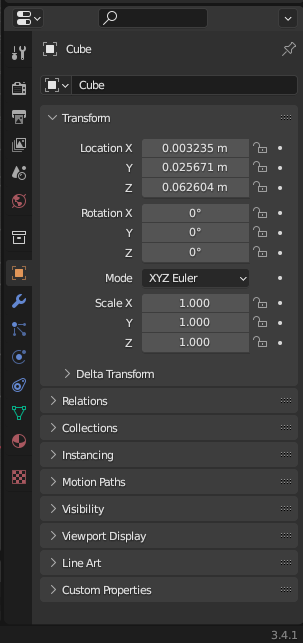 Cube
Cube
Transform
Location X 0.003235 m
Y 0.025671 m
Z 0.062604 m
Rotation X 0°
Y 0°
Z 0°
Mode XYZ Euler
Scale X 1.000
Y 1.000
Z 1.000
Delta Transform
Relations
Collections
Instancing
Motion Paths
Visibility
Viewport Display
Line Art
Custom Properties
3.4.1